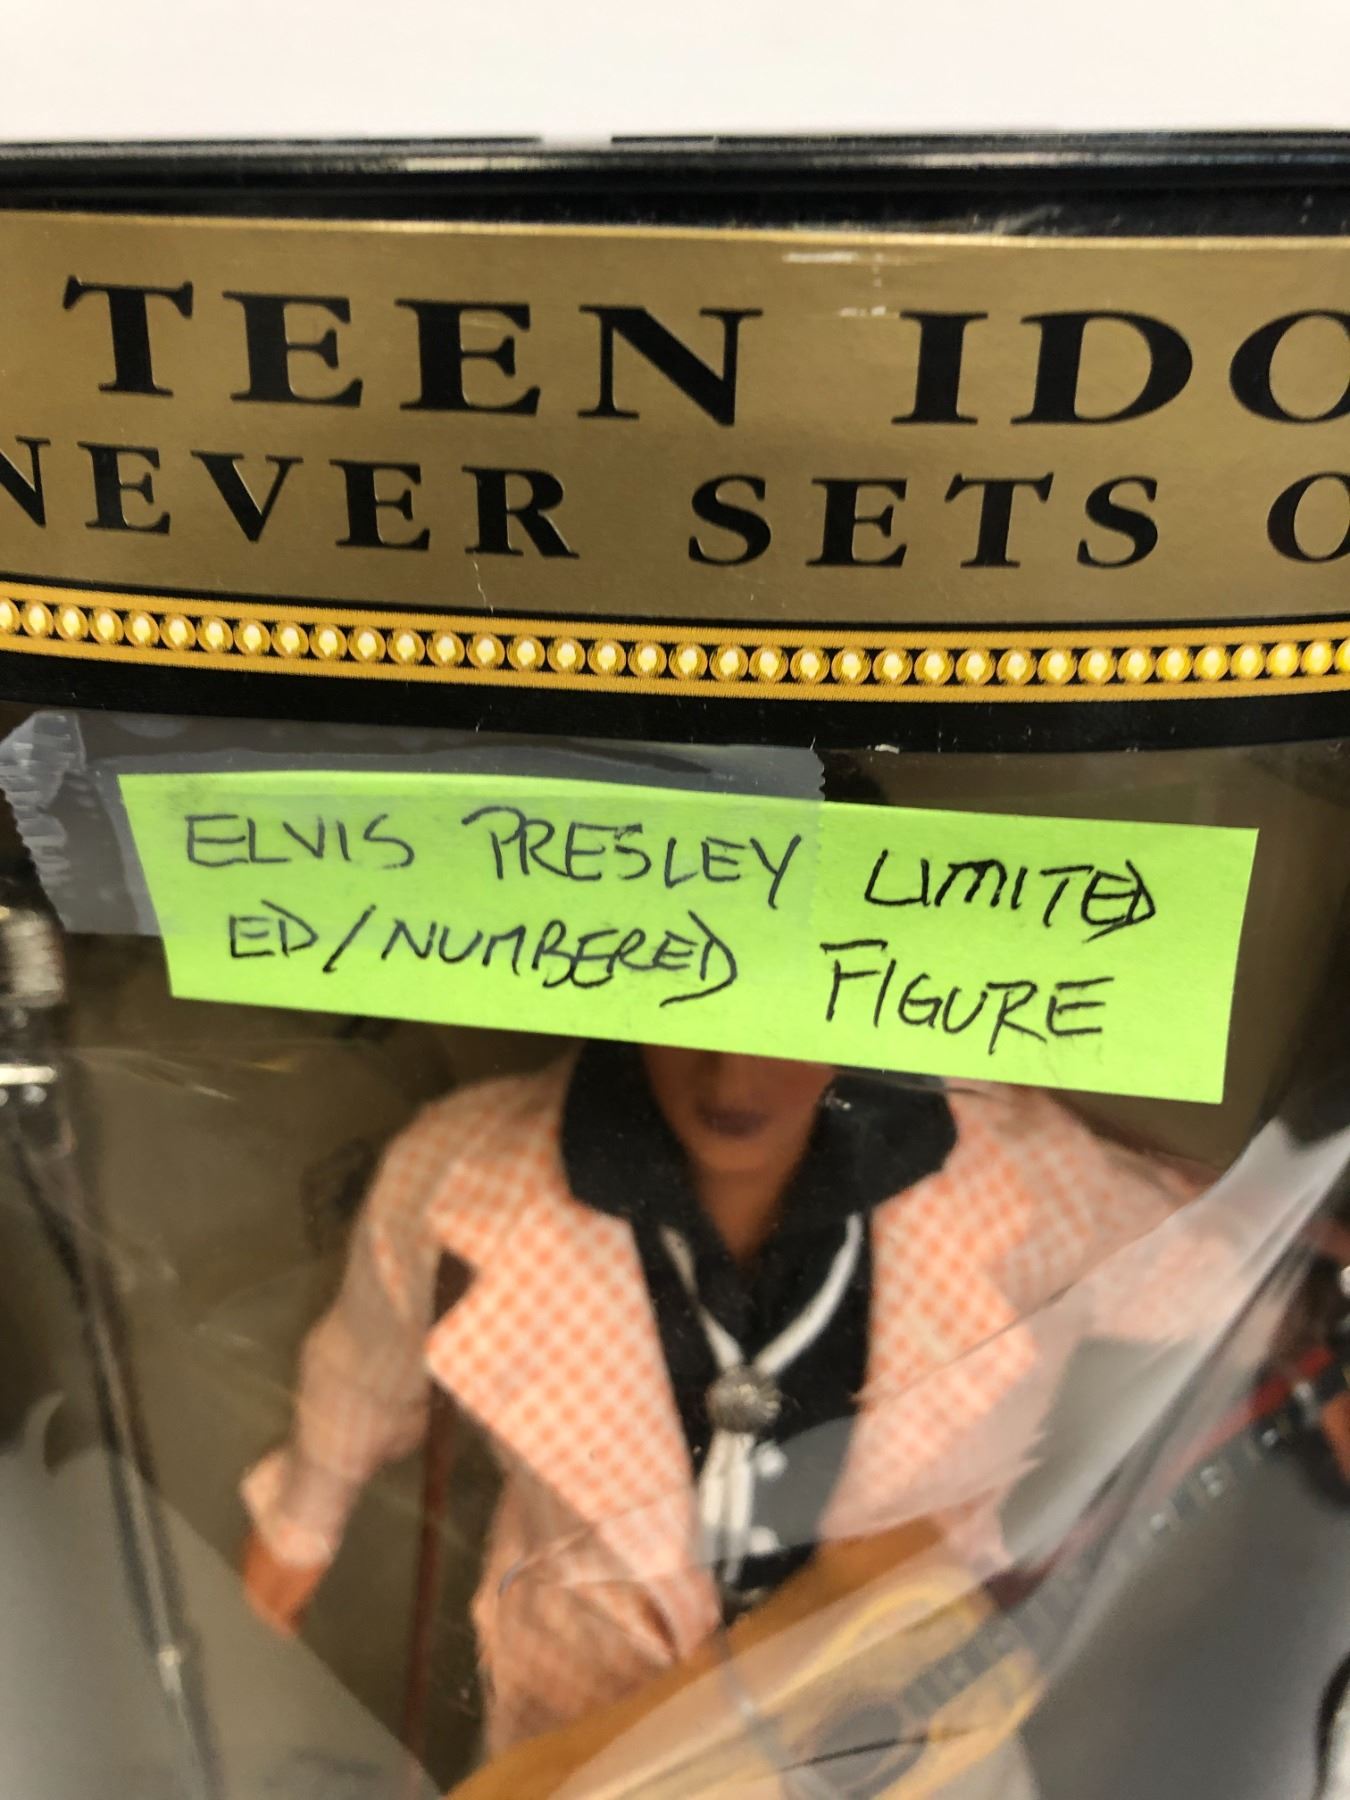 TEEN IDO
NEVER SETS O
ELVIS PRESLEY LIMITED
ED/NUMBERED FIGURE